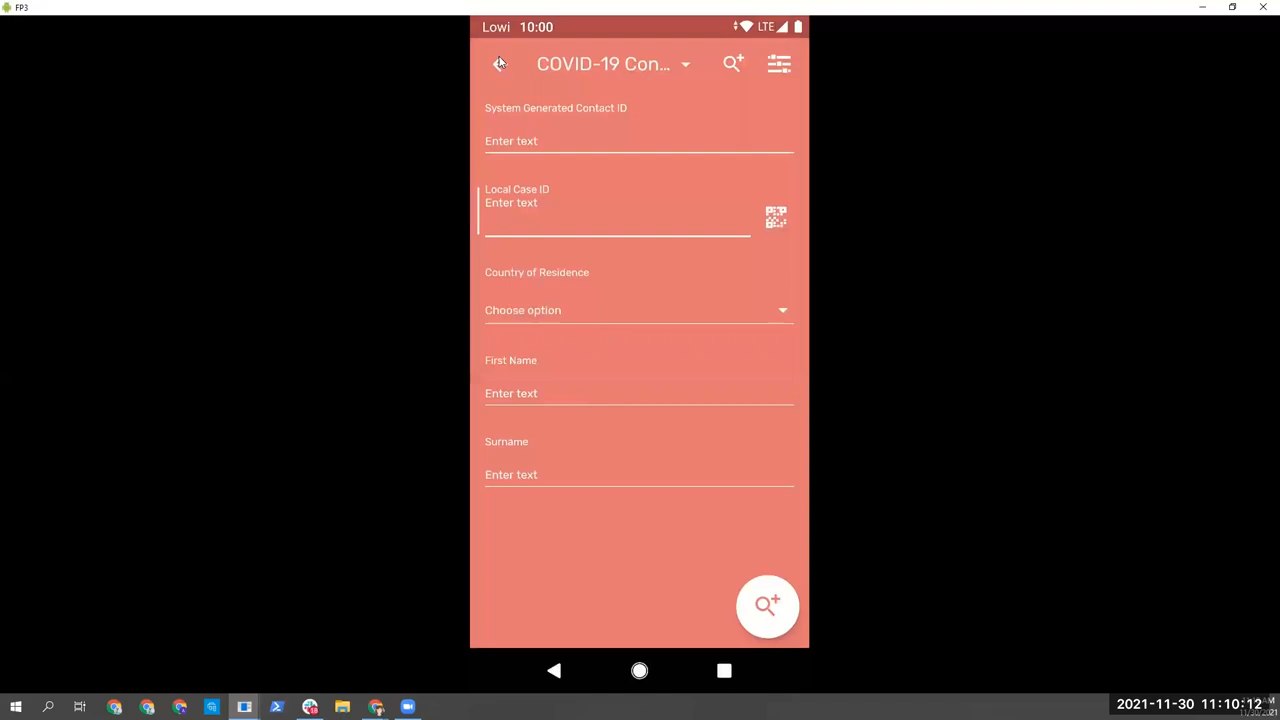 FP3
Lowi 10:00
LTE
COVID-19 Con...
System Generated Contact ID
Enter text
Local Case ID
Enter text
Country of Residence
Choose option
First Name
Enter text
Surname
Enter text
18
2021-11-30 11:10:12